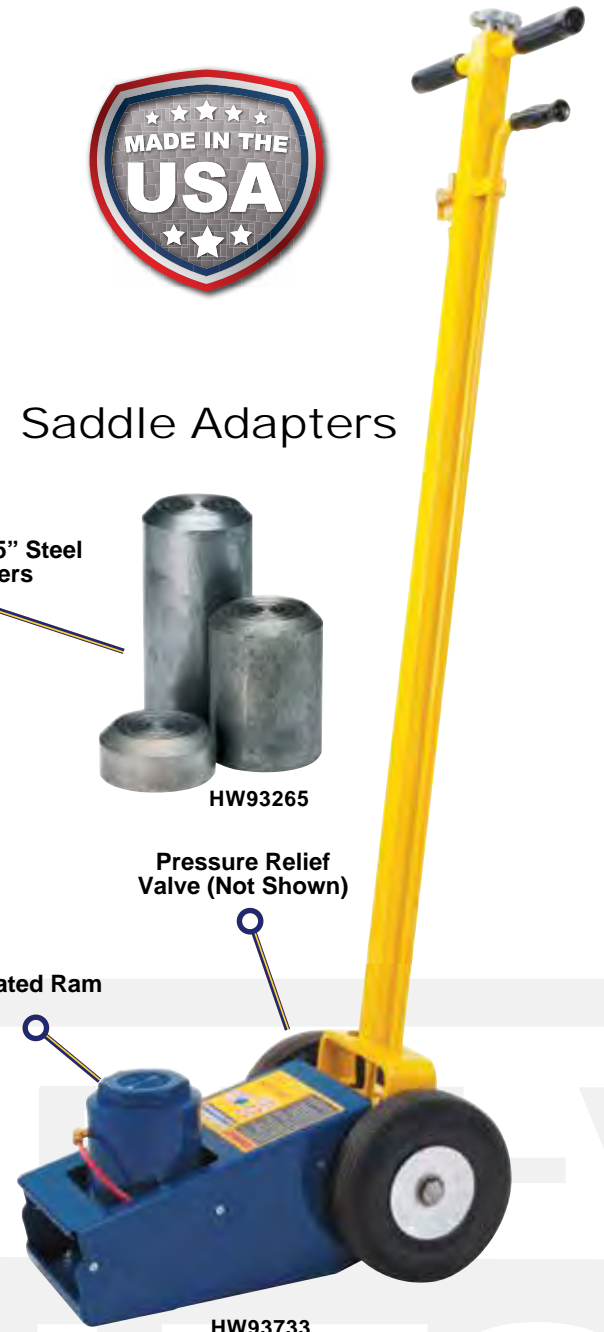 MADE IN THE
USA
Saddle Adapters
5” Steel
ers
HW93265
Pressure Relief
Valve (Not Shown)
ated Ram
HW93733